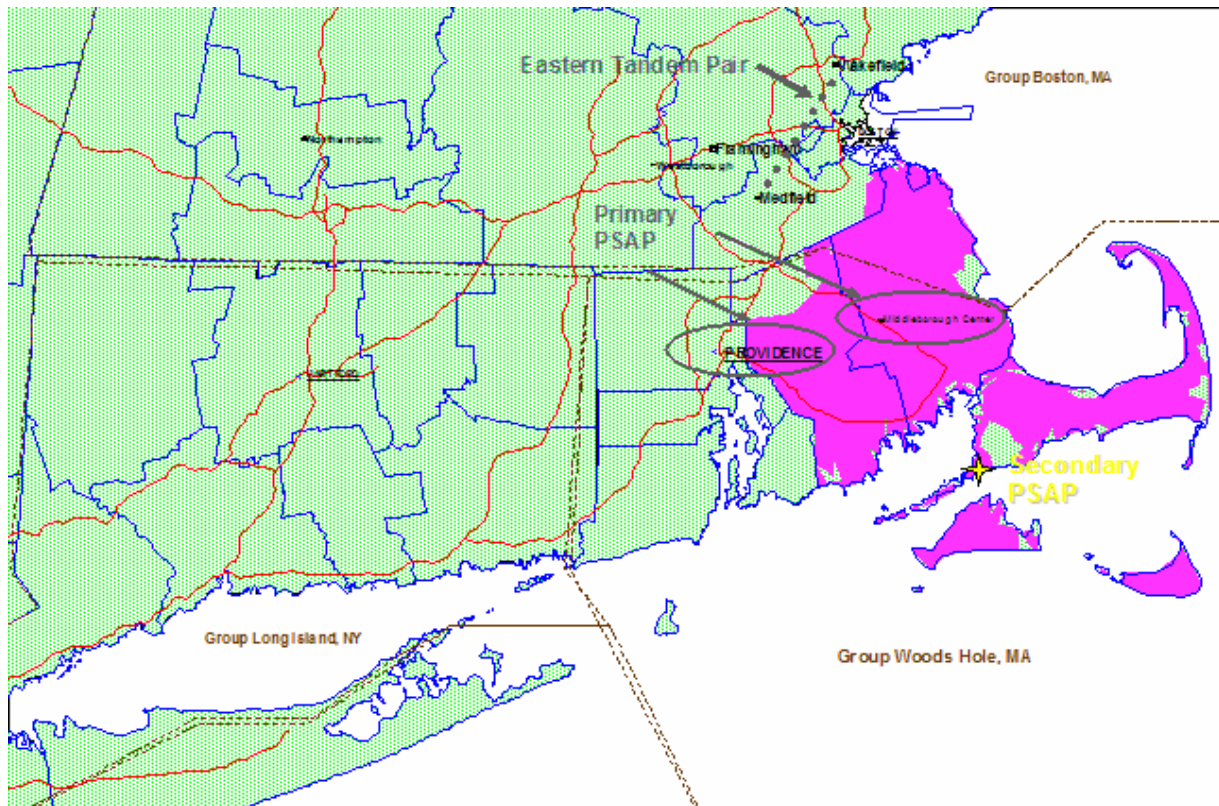 Eastern Tandem Pair
Wakefield
Group Boston, MA
Northampton
Framingham
Westborough
Medfield
Primary
PSAP
Middleborough Center
PROVIDENCE
Secondary
PSAP
Group Long Island, NY
Group Woods Hole, MA